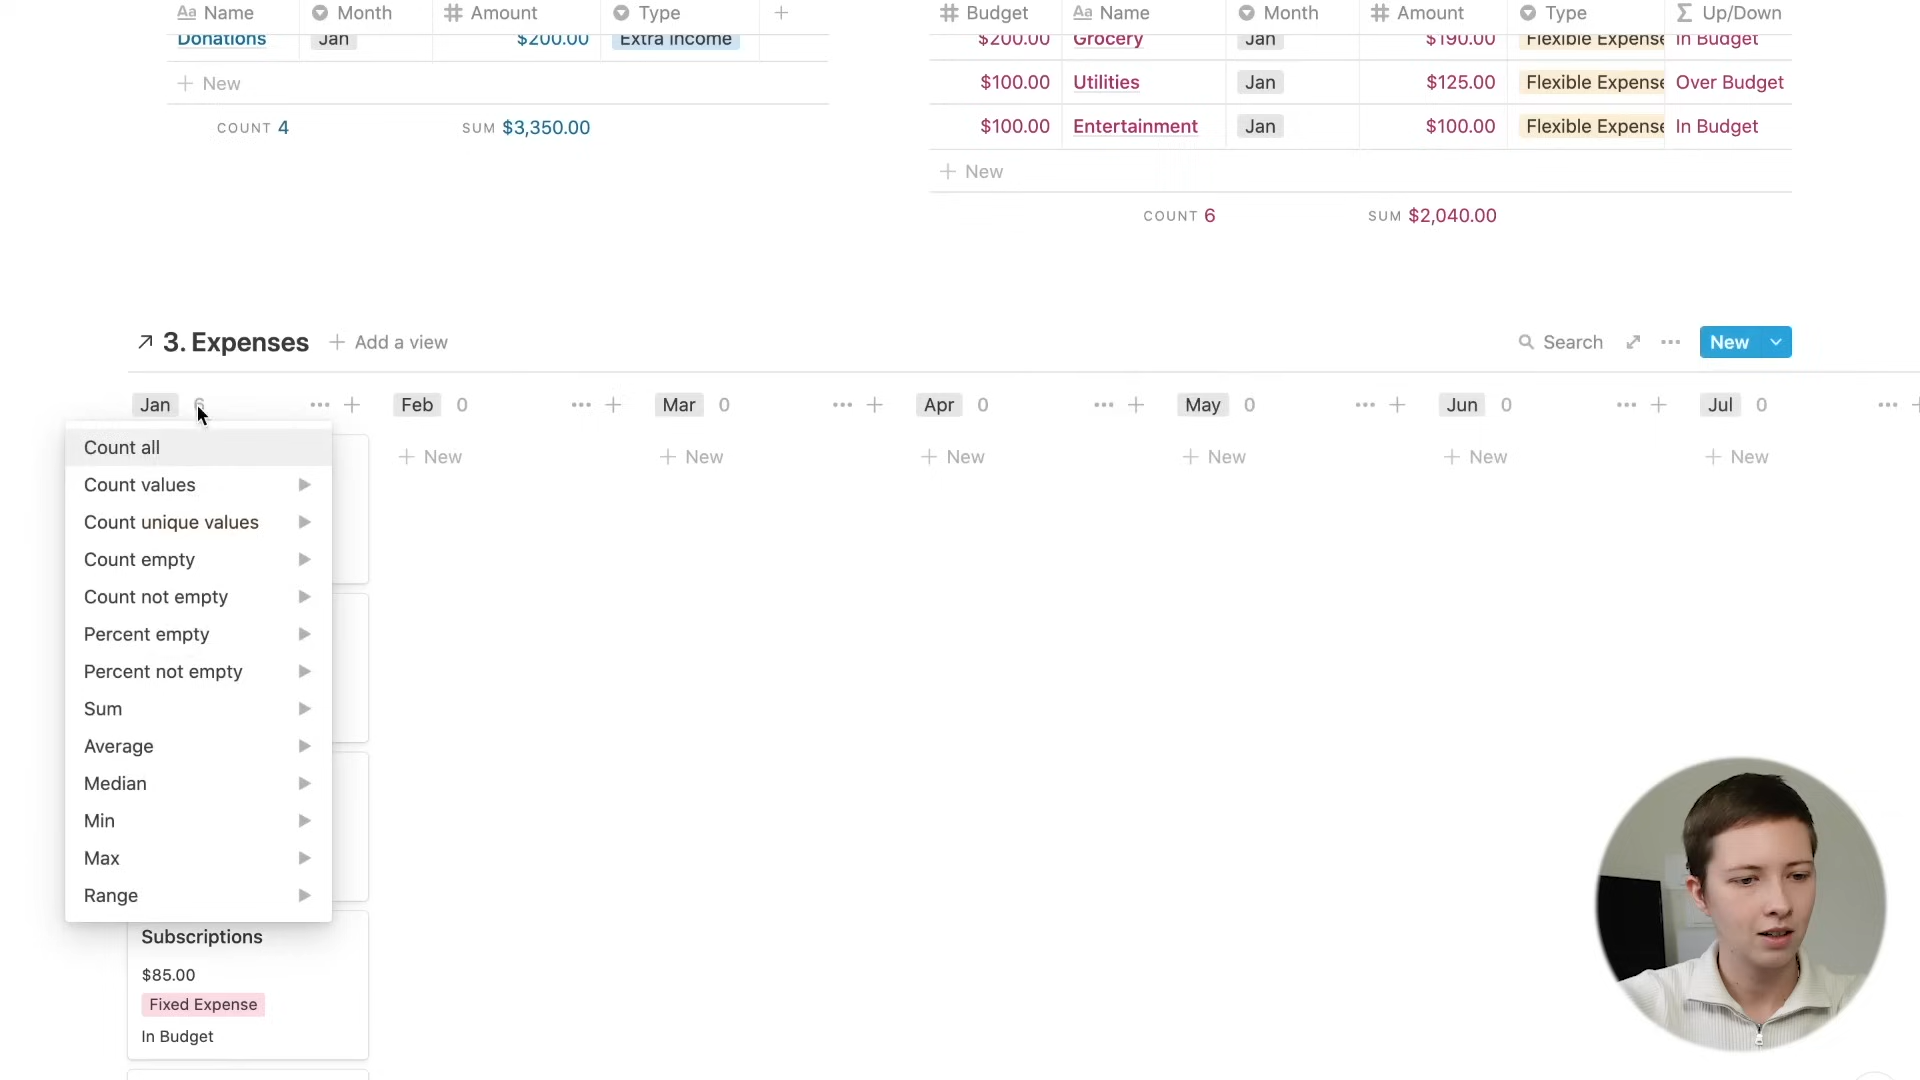 Aa Name Month # Amount Type +
Donations Jan $200.00 Extra Income
+ New
COUNT 4 SUM $3,350.00
# Budget Aa Name Month # Amount Type Σ Up/Down
$200.00 Grocery Jan $190.00 Flexible Expense In Budget
$100.00 Utilities Jan $125.00 Flexible Expense Over Budget
$100.00 Entertainment Jan $100.00 Flexible Expense In Budget
+ New
COUNT 6 SUM $2,040.00
↗ 3. Expenses + Add a view Search ••• New
Jan 6 ••• + Feb 0 ••• + Mar 0 ••• + Apr 0 ••• + May 0 ••• + Jun 0 ••• + Jul 0 ••• +
+ New + New + New + New + New + New
Count all
Count values
Count unique values
Count empty
Count not empty
Percent empty
Percent not empty
Sum
Average
Median
Min
Max
Range
Subscriptions
$85.00
Fixed Expense
In Budget